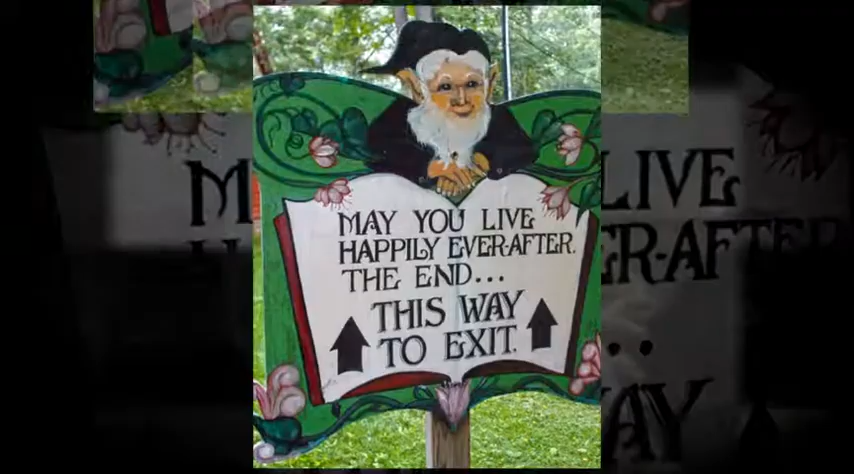 MAY YOU LIVE
HAPPILY EVER-AFTER.
THE END...
THIS WAY
TO EXIT.